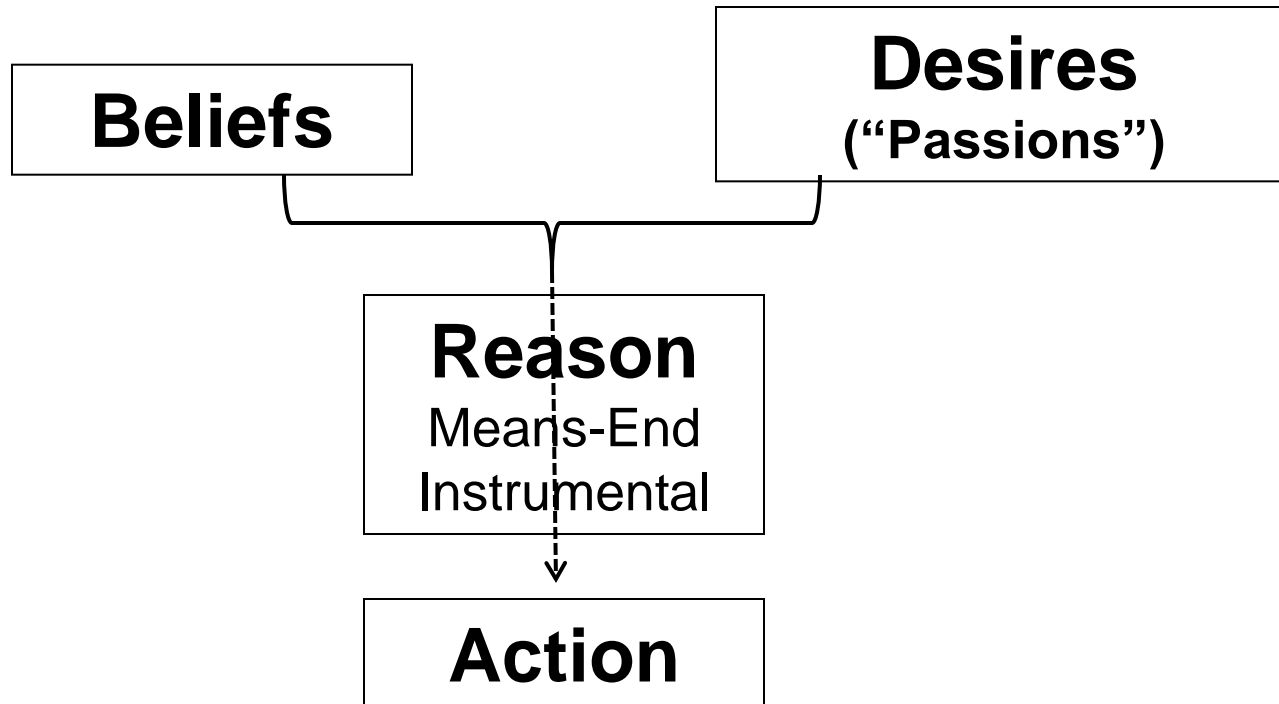 Beliefs
Desires
(“Passions”)
Reason
Means-End
Instrumental
Action